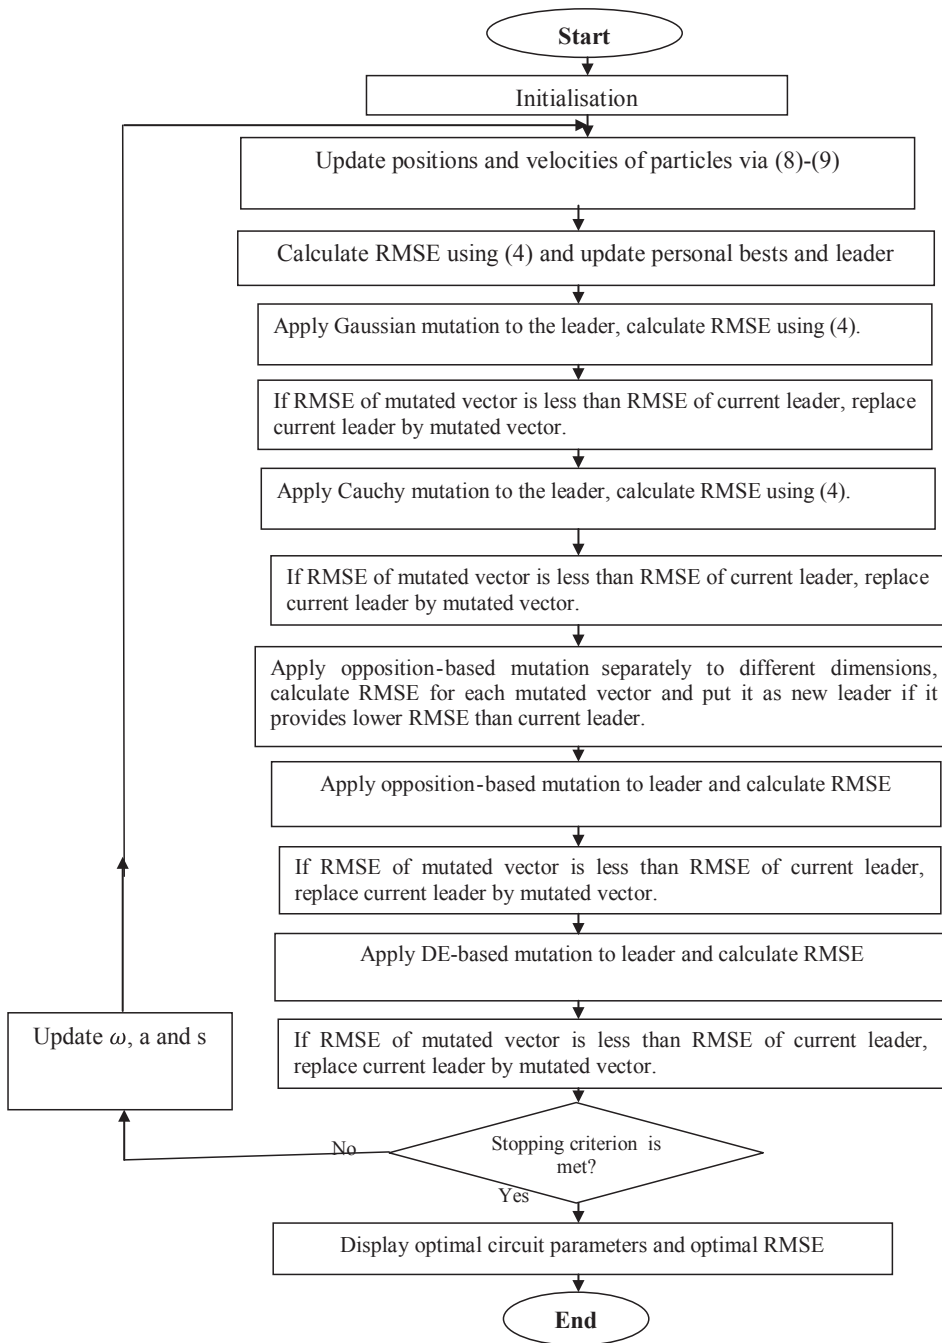 Start
Initialisation
Update positions and velocities of particles via (8)-(9)
Calculate RMSE using (4) and update personal bests and leader
Apply Gaussian mutation to the leader, calculate RMSE using (4).
If RMSE of mutated vector is less than RMSE of current leader, replace
current leader by mutated vector.
Apply Cauchy mutation to the leader, calculate RMSE using (4).
If RMSE of mutated vector is less than RMSE of current leader, replace
current leader by mutated vector.
Apply opposition-based mutation separately to different dimensions,
calculate RMSE for each mutated vector and put it as new leader if it
provides lower RMSE than current leader.
Apply opposition-based mutation to leader and calculate RMSE
If RMSE of mutated vector is less than RMSE of current leader,
replace current leader by mutated vector.
Apply DE-based mutation to leader and calculate RMSE
If RMSE of mutated vector is less than RMSE of current leader,
replace current leader by mutated vector.
Update ω, a and s
Stopping criterion is
met?
No
Yes
Display optimal circuit parameters and optimal RMSE
End